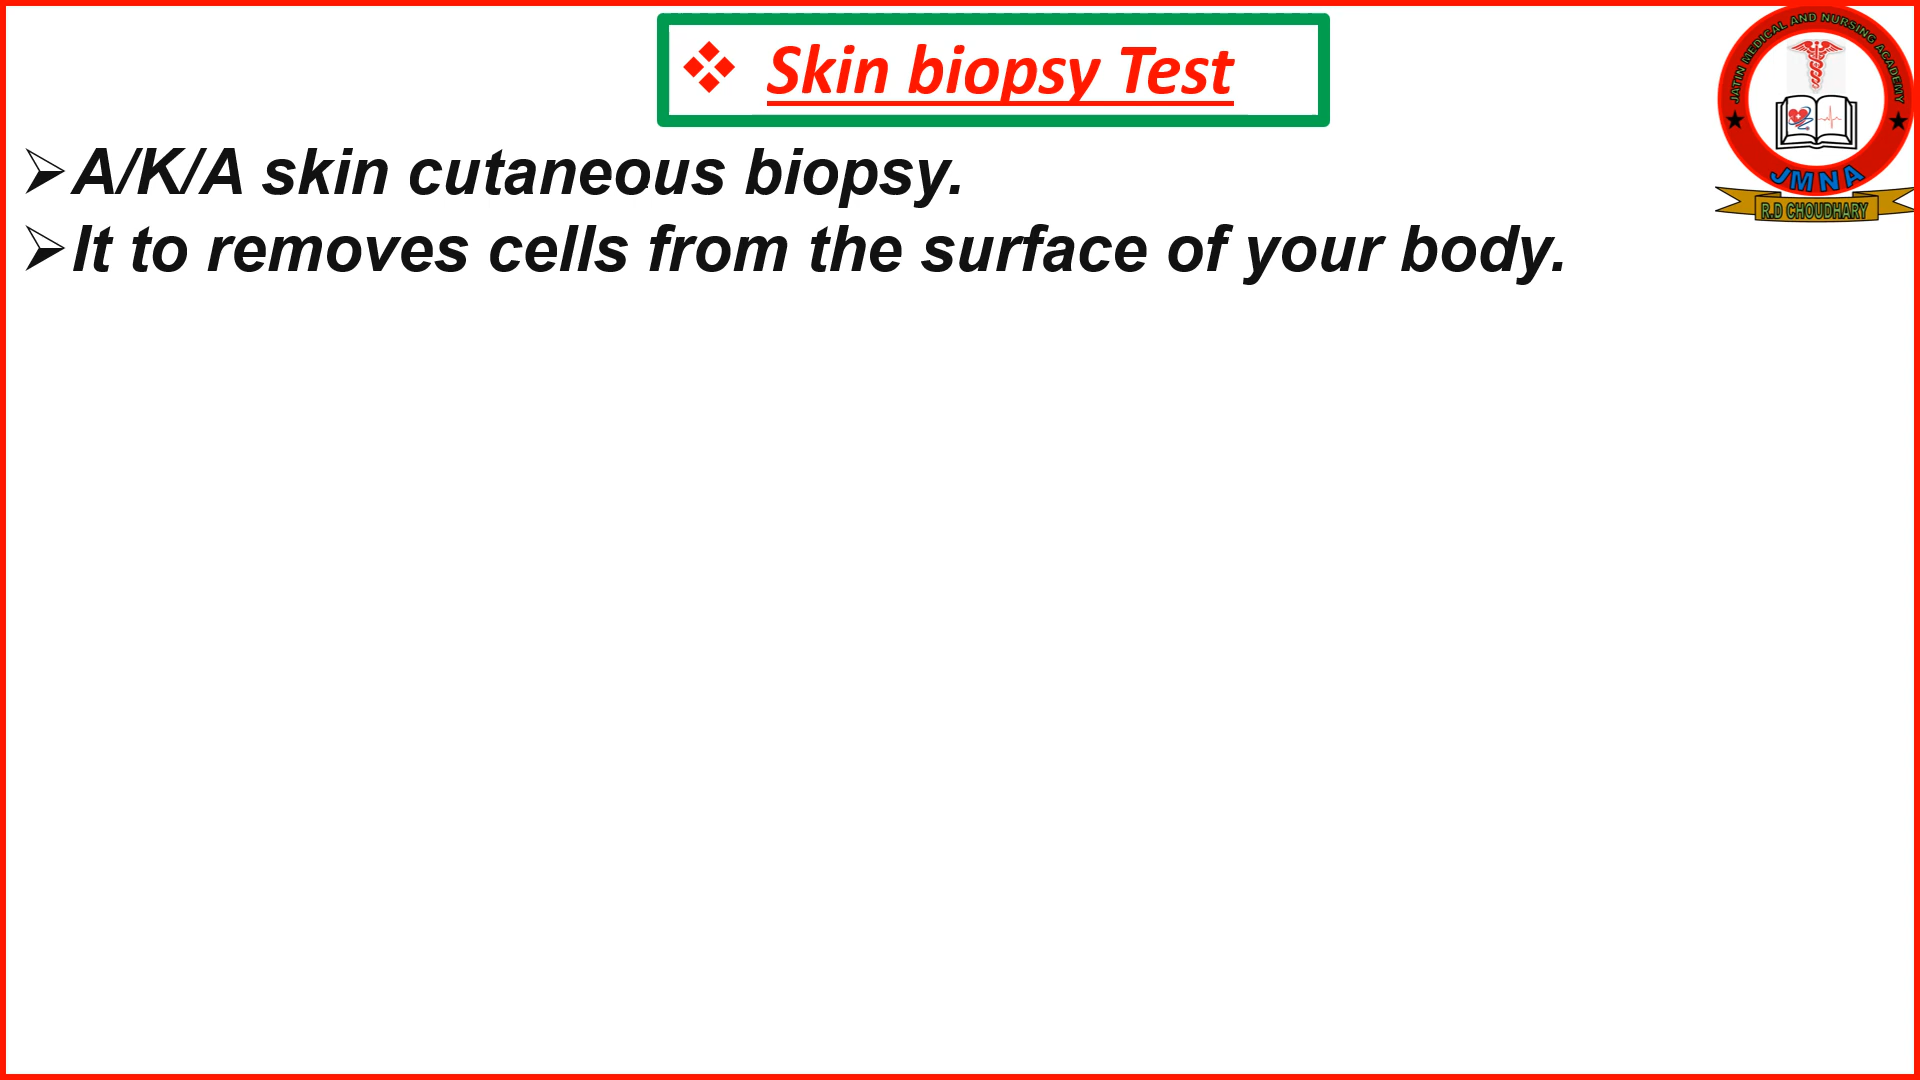 ❖ Skin biopsy Test
JATIN MEDICAL AND NURSING ACADEMY
JMNA
R.D CHOUDHARY
➢A/K/A skin cutaneous biopsy.
➢It to removes cells from the surface of your body.